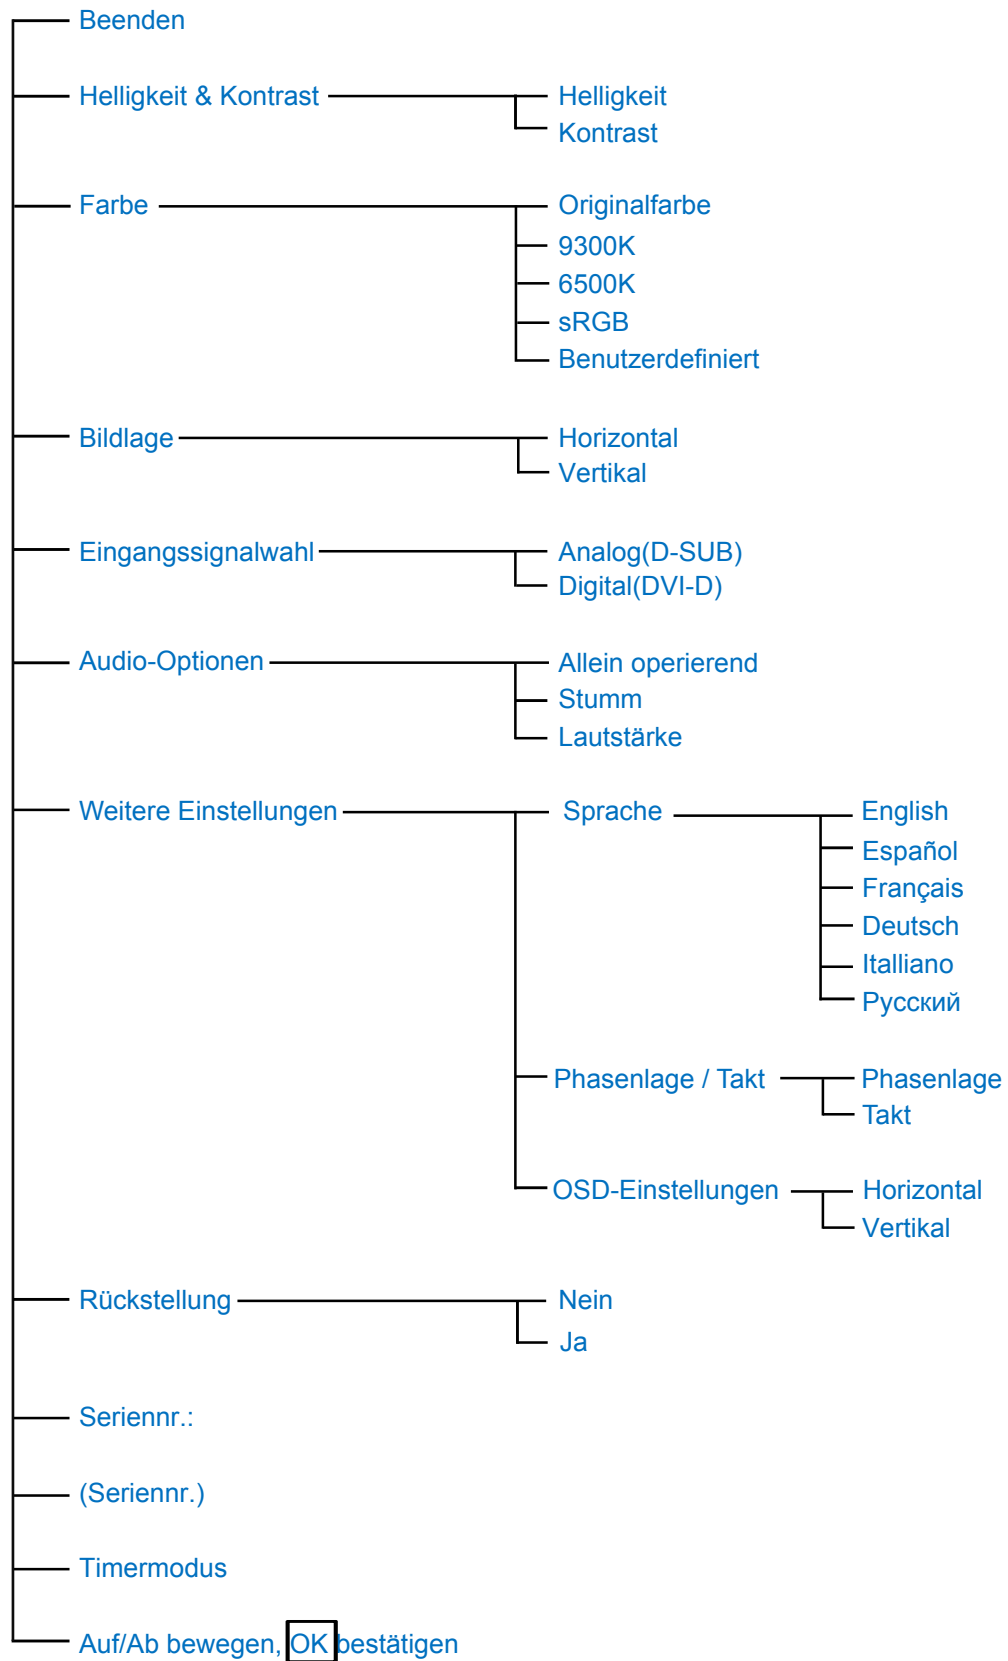 Beenden
Helligkeit & Kontrast
Helligkeit
Kontrast
Farbe
Originalfarbe
9300K
6500K
sRGB
Benutzerdefiniert
Bildlage
Horizontal
Vertikal
Eingangssignalwahl
Analog(D-SUB)
Digital(DVI-D)
Audio-Optionen
Allein operierend
Stumm
Lautstärke
Weitere Einstellungen
Sprache
English
Español
Français
Deutsch
Italliano
Русский
Phasenlage / Takt
Phasenlage
Takt
OSD-Einstellungen
Horizontal
Vertikal
Rückstellung
Nein
Ja
Seriennr.:
(Seriennr.)
Timermodus
Auf/Ab bewegen, OK bestätigen